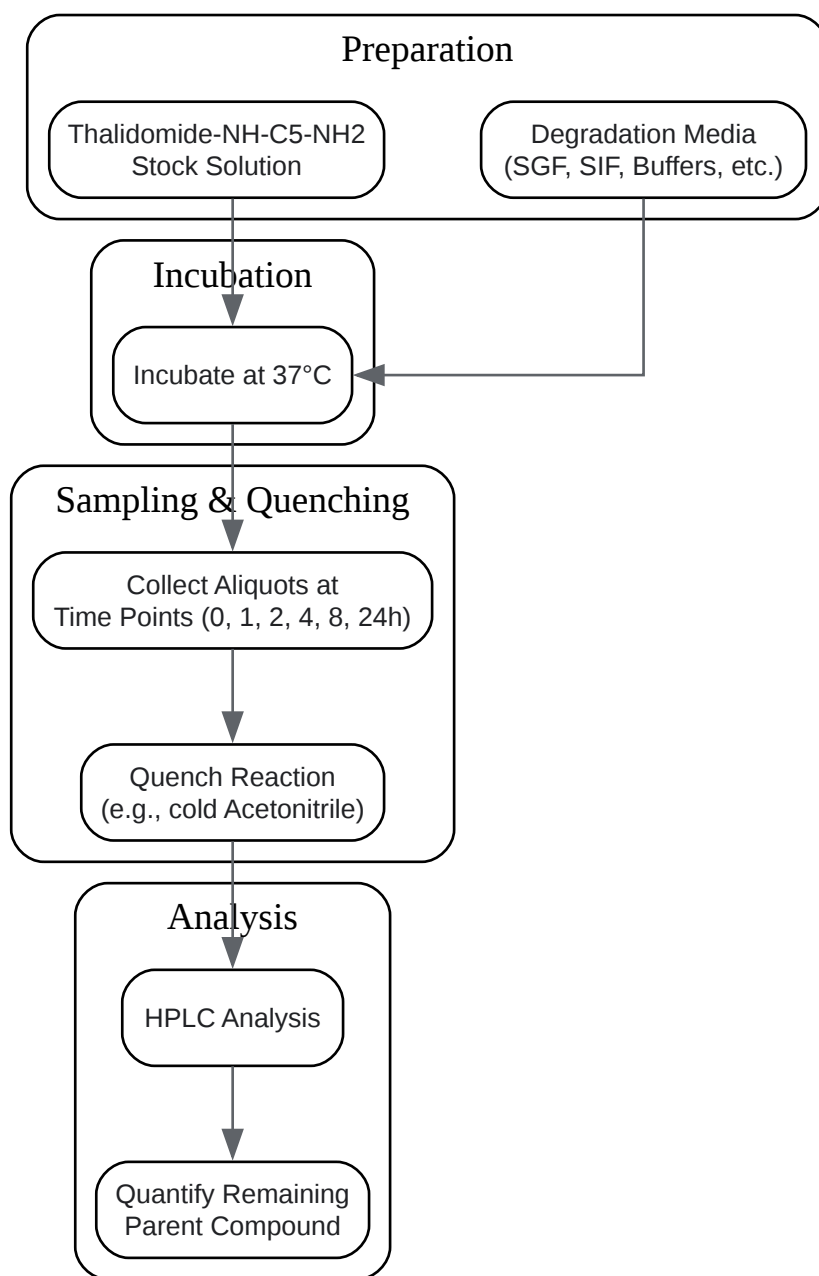 Preparation
Thalidomide-NH-C5-NH2
Stock Solution
Degradation Media
(SGF, SIF, Buffers, etc.)
Incubation
Incubate at 37°C
Sampling & Quenching
Collect Aliquots at
Time Points (0, 1, 2, 4, 8, 24h)
Quench Reaction
(e.g., cold Acetonitrile)
Analysis
HPLC Analysis
Quantify Remaining
Parent Compound